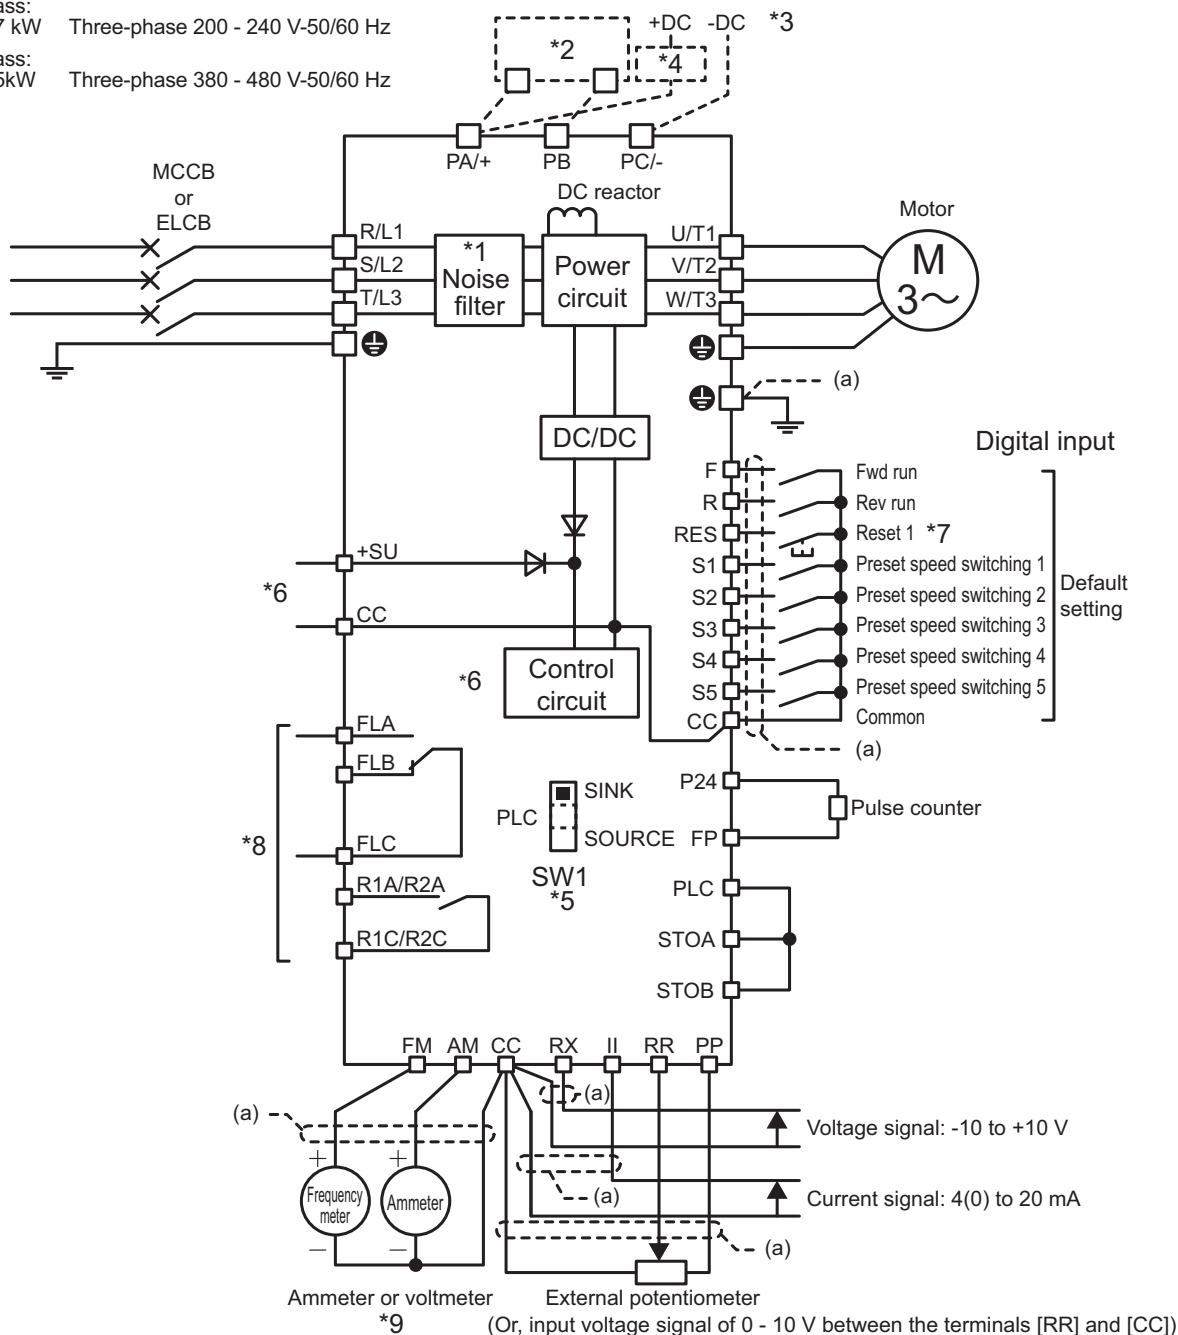 ass:
7 kW Three-phase 200 - 240 V-50/60 Hz
ass:
5kW Three-phase 380 - 480 V-50/60 Hz
+DC -DC *3
*2
*4
PA/+ PB PC/-
MCCB
or
ELCB
DC reactor
Motor
R/L1
S/L2
T/L3
*1
Noise
filter
Power
circuit
U/T1
V/T2
W/T3
M
3～
(a)
DC/DC
Digital input
F Fwd run
R Rev run
RES Reset 1 *7
S1 Preset speed switching 1
S2 Preset speed switching 2
S3 Preset speed switching 3
S4 Preset speed switching 4
S5 Preset speed switching 5
CC Common
Default
setting
(a)
+SU
*6
CC
*6
Control
circuit
FLA
FLB
*8
FLC
R1A/R2A
R1C/R2C
SINK
PLC
SOURCE
SW1
*5
P24
Pulse counter
FP
PLC
STOA
STOB
FM AM CC RX II RR PP
(a)
(a)
Voltage signal: -10 to +10 V
+ +
Frequency
meter
Ammeter
(a)
Current signal: 4(0) to 20 mA
− −
(a)
Ammeter or voltmeter
*9
External potentiometer
(Or, input voltage signal of 0 - 10 V between the terminals [RR] and [CC])